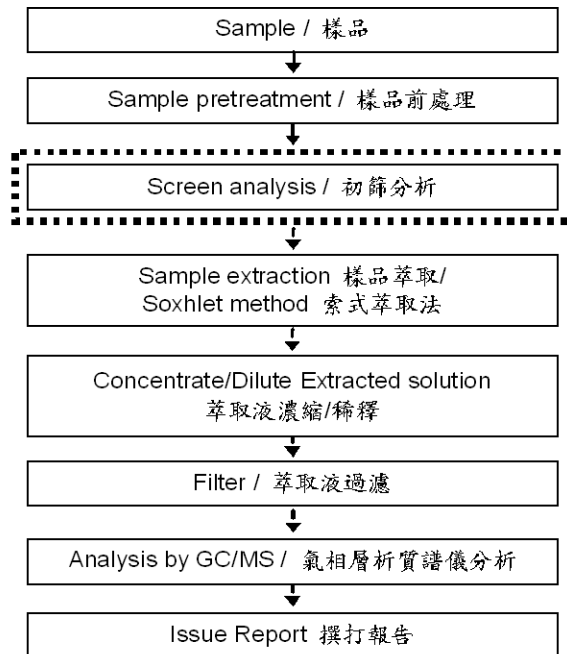 Sample / 樣品
Sample pretreatment / 樣品前處理
Screen analysis / 初篩分析
Sample extraction 樣品萃取/
Soxhlet method 索式萃取法
Concentrate/Dilute Extracted solution
萃取液濃縮/稀釋
Filter / 萃取液過濾
Analysis by GC/MS / 氣相層析質譜儀分析
Issue Report 撰打報告